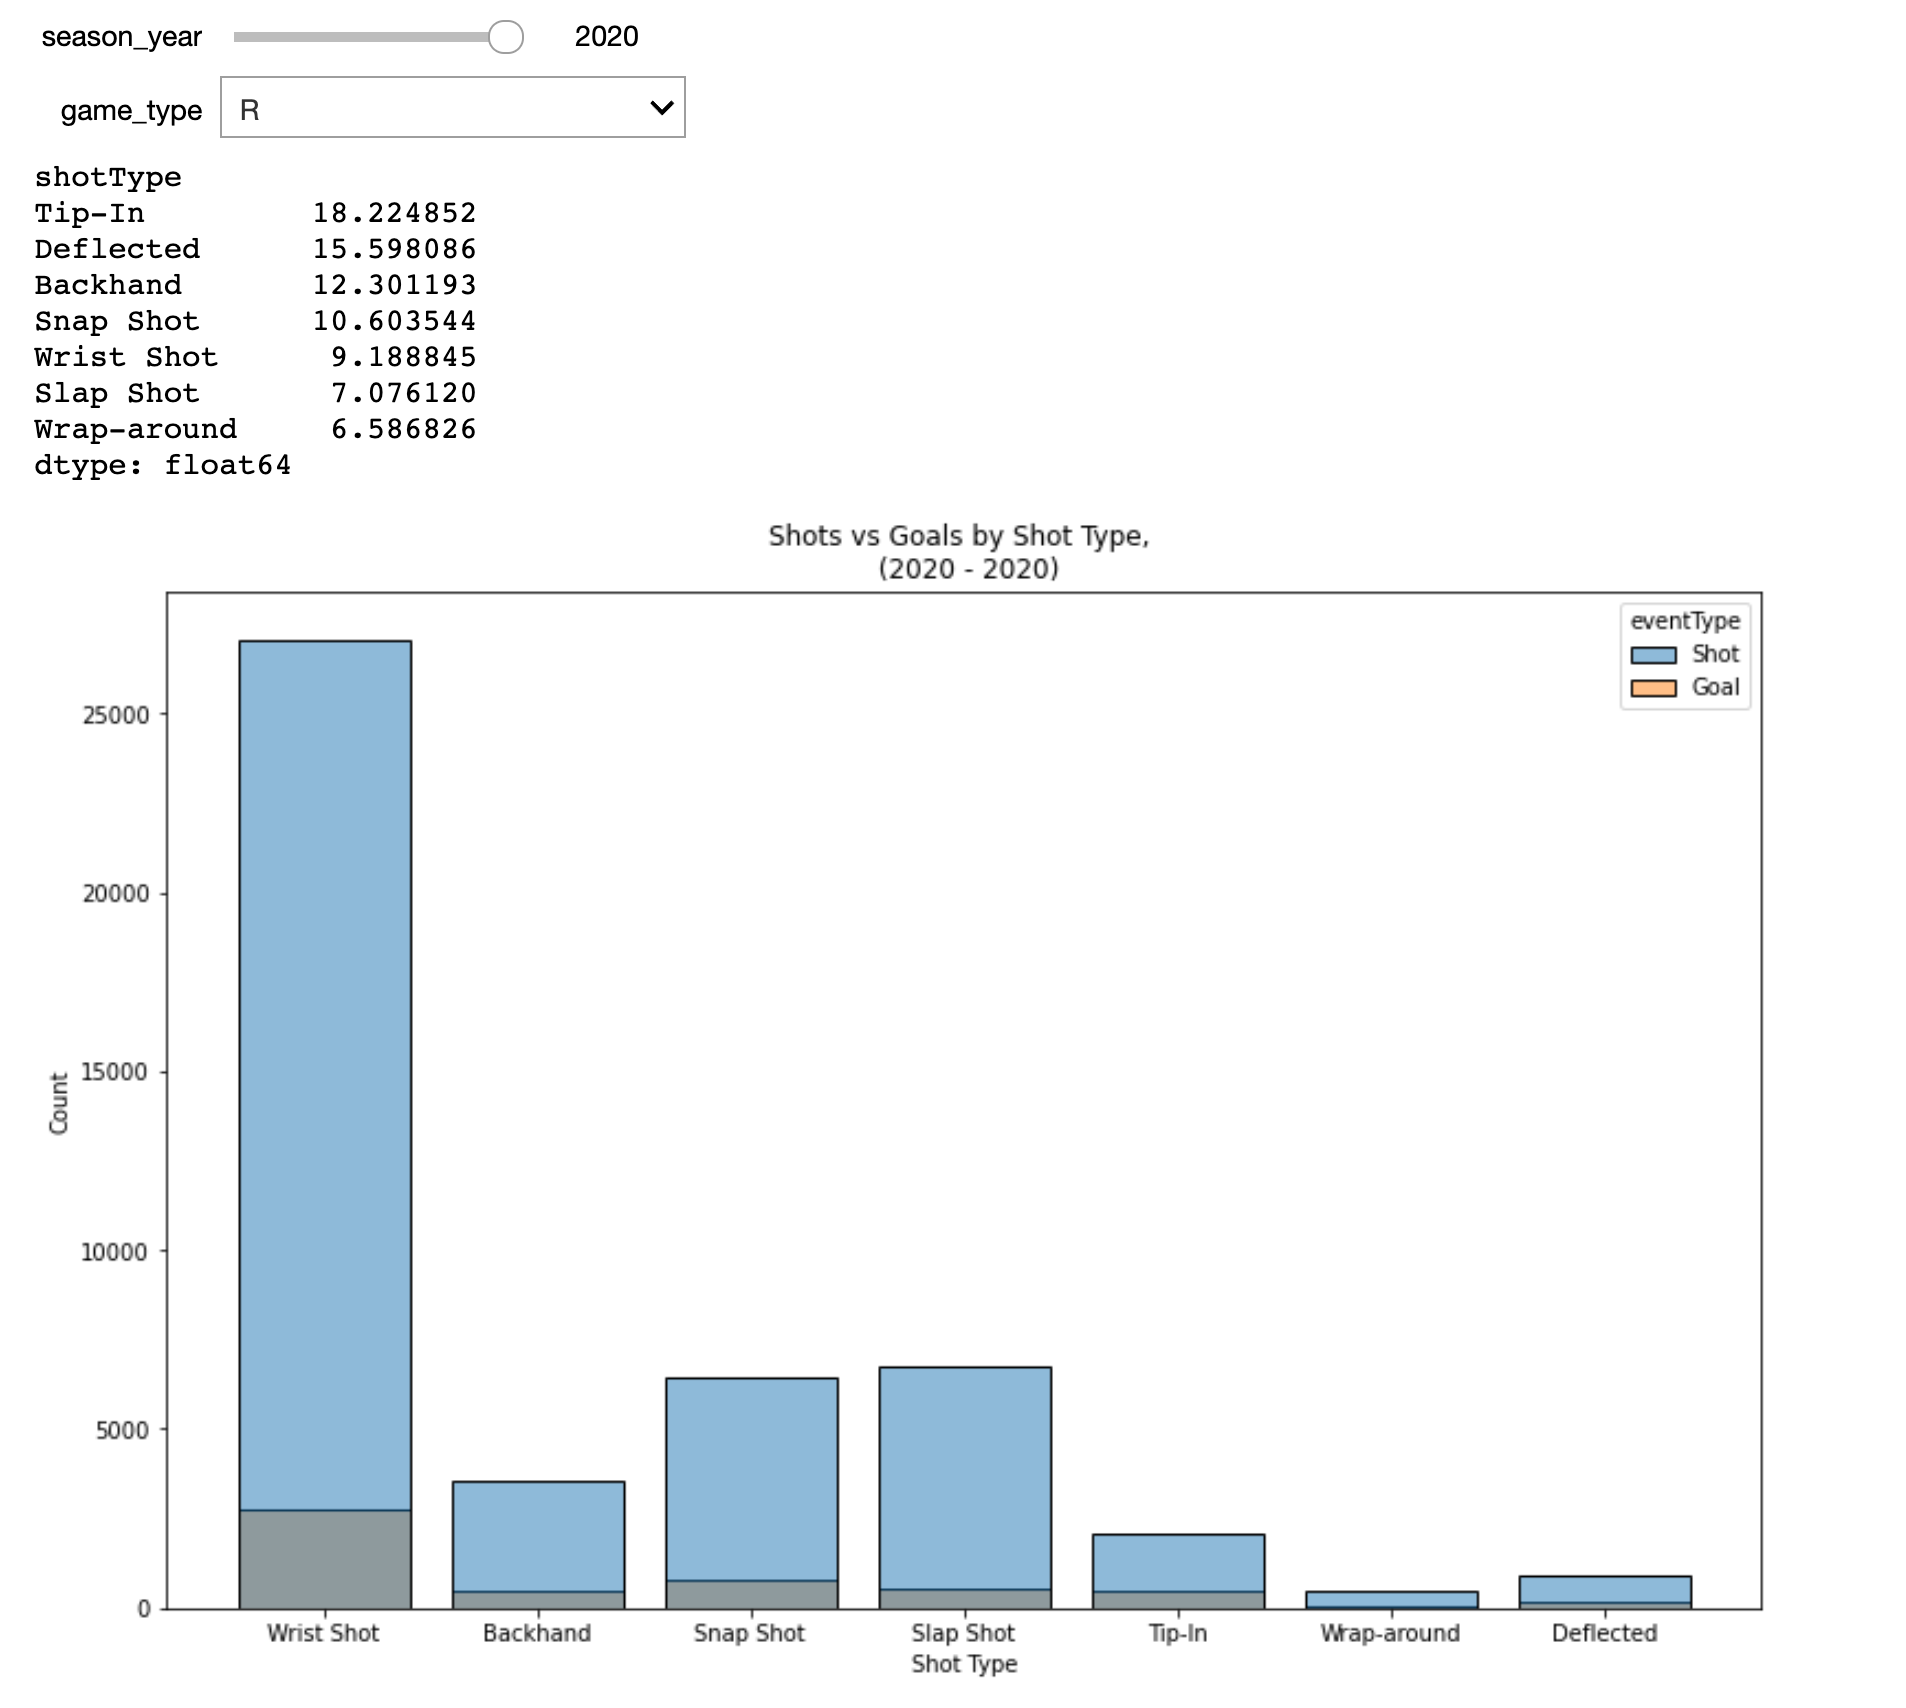 season_year 2020
game_type R
shotType
Tip-In 18.224852
Deflected 15.598086
Backhand 12.301193
Snap Shot 10.603544
Wrist Shot 9.188845
Slap Shot 7.076120
Wrap-around 6.586826
dtype: float64
Shots vs Goals by Shot Type,
(2020 - 2020)
eventType
Shot
Goal
25000
20000
15000
10000
5000
0
Count
Wrist Shot Backhand Snap Shot Slap Shot Tip-In Wrap-around Deflected
Shot Type